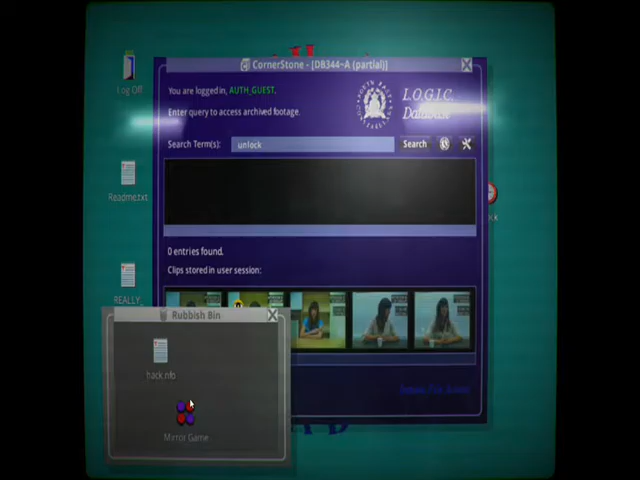 CornerStone - [DB344~A (partial)]
You are logged in, AUTH_GUEST.
Enter query to access archived footage.
L.O.G.I.C.
Database
Search Term(s):
unlock
Search
0 entries found.
Clips stored in user session:
Log Off
Readme.txt
REALLY_
Rubbish Bin
hack.nfo
Mirror Game